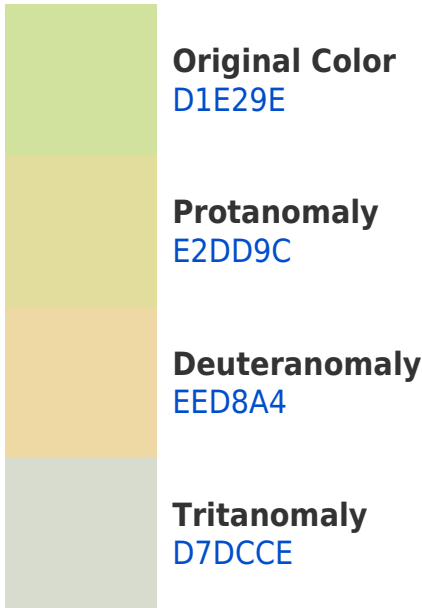 Original Color
D1E29E
Protanomaly
E2DD9C
Deuteranomaly
EED8A4
Tritanomaly
D7DCCE